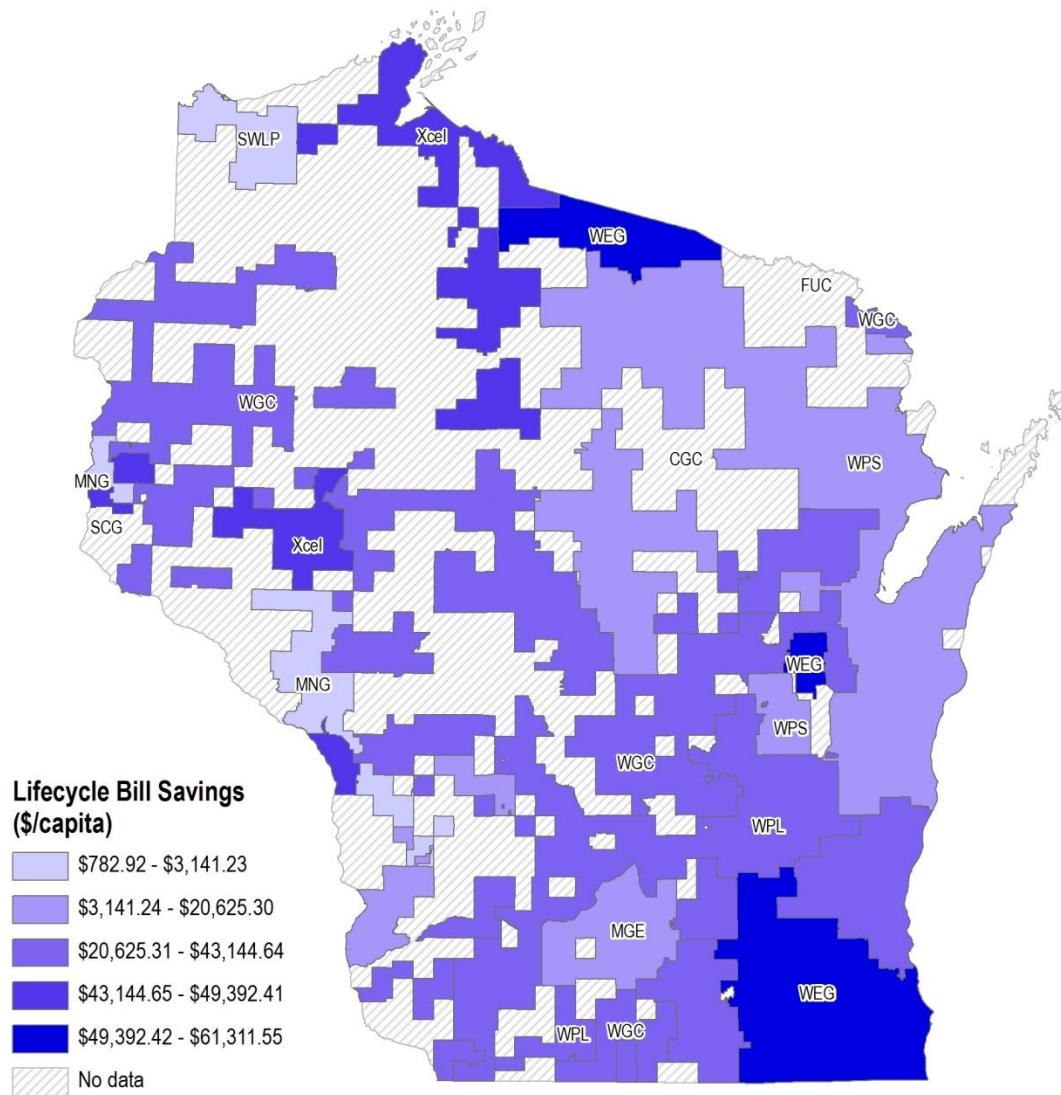 SWLP
Xcel
WEG
FUC
WGC
WGC
CGC
WPS
MNG
SCG
Xcel
WEG
MNG
WPS
WGC
WPL
MGE
WEG
WPL
WGC
Lifecycle Bill Savings
($/capita)
$782.92 - $3,141.23
$3,141.24 - $20,625.30
$20,625.31 - $43,144.64
$43,144.65 - $49,392.41
$49,392.42 - $61,311.55
No data